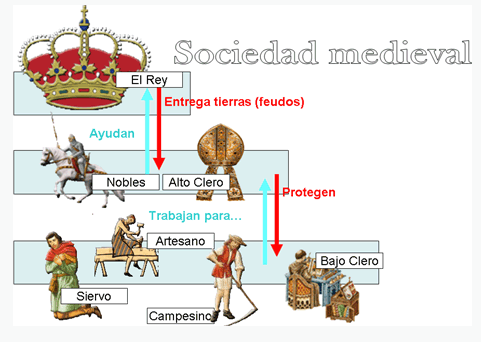 Sociedad medieval
El Rey
Entrega tierras (feudos)
Ayudan
Nobles
Alto Clero
Protegen
Trabajan para...
Artesano
Bajo Clero
Siervo
Campesino